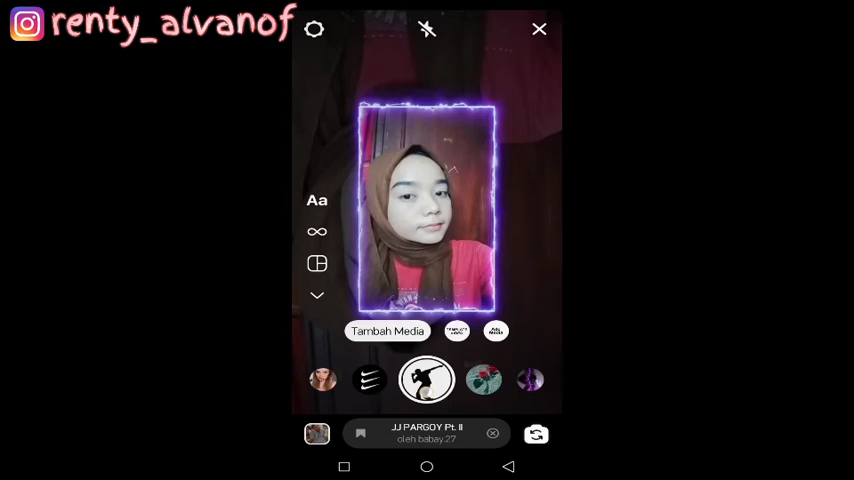 renty_alvanof
Aa
Tambah Media
JJ PARGOY Pt. II
oleh babay.27